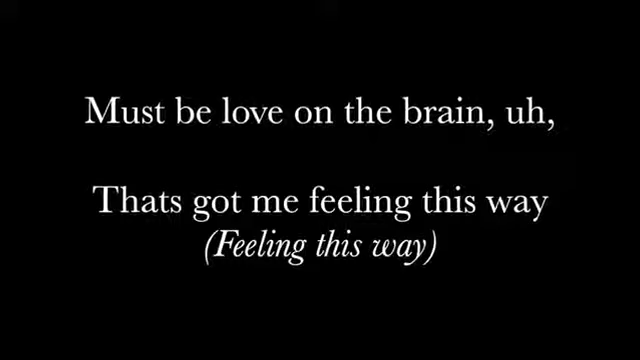 Must be love on the brain, uh,
Thats got me feeling this way
(Feeling this way)